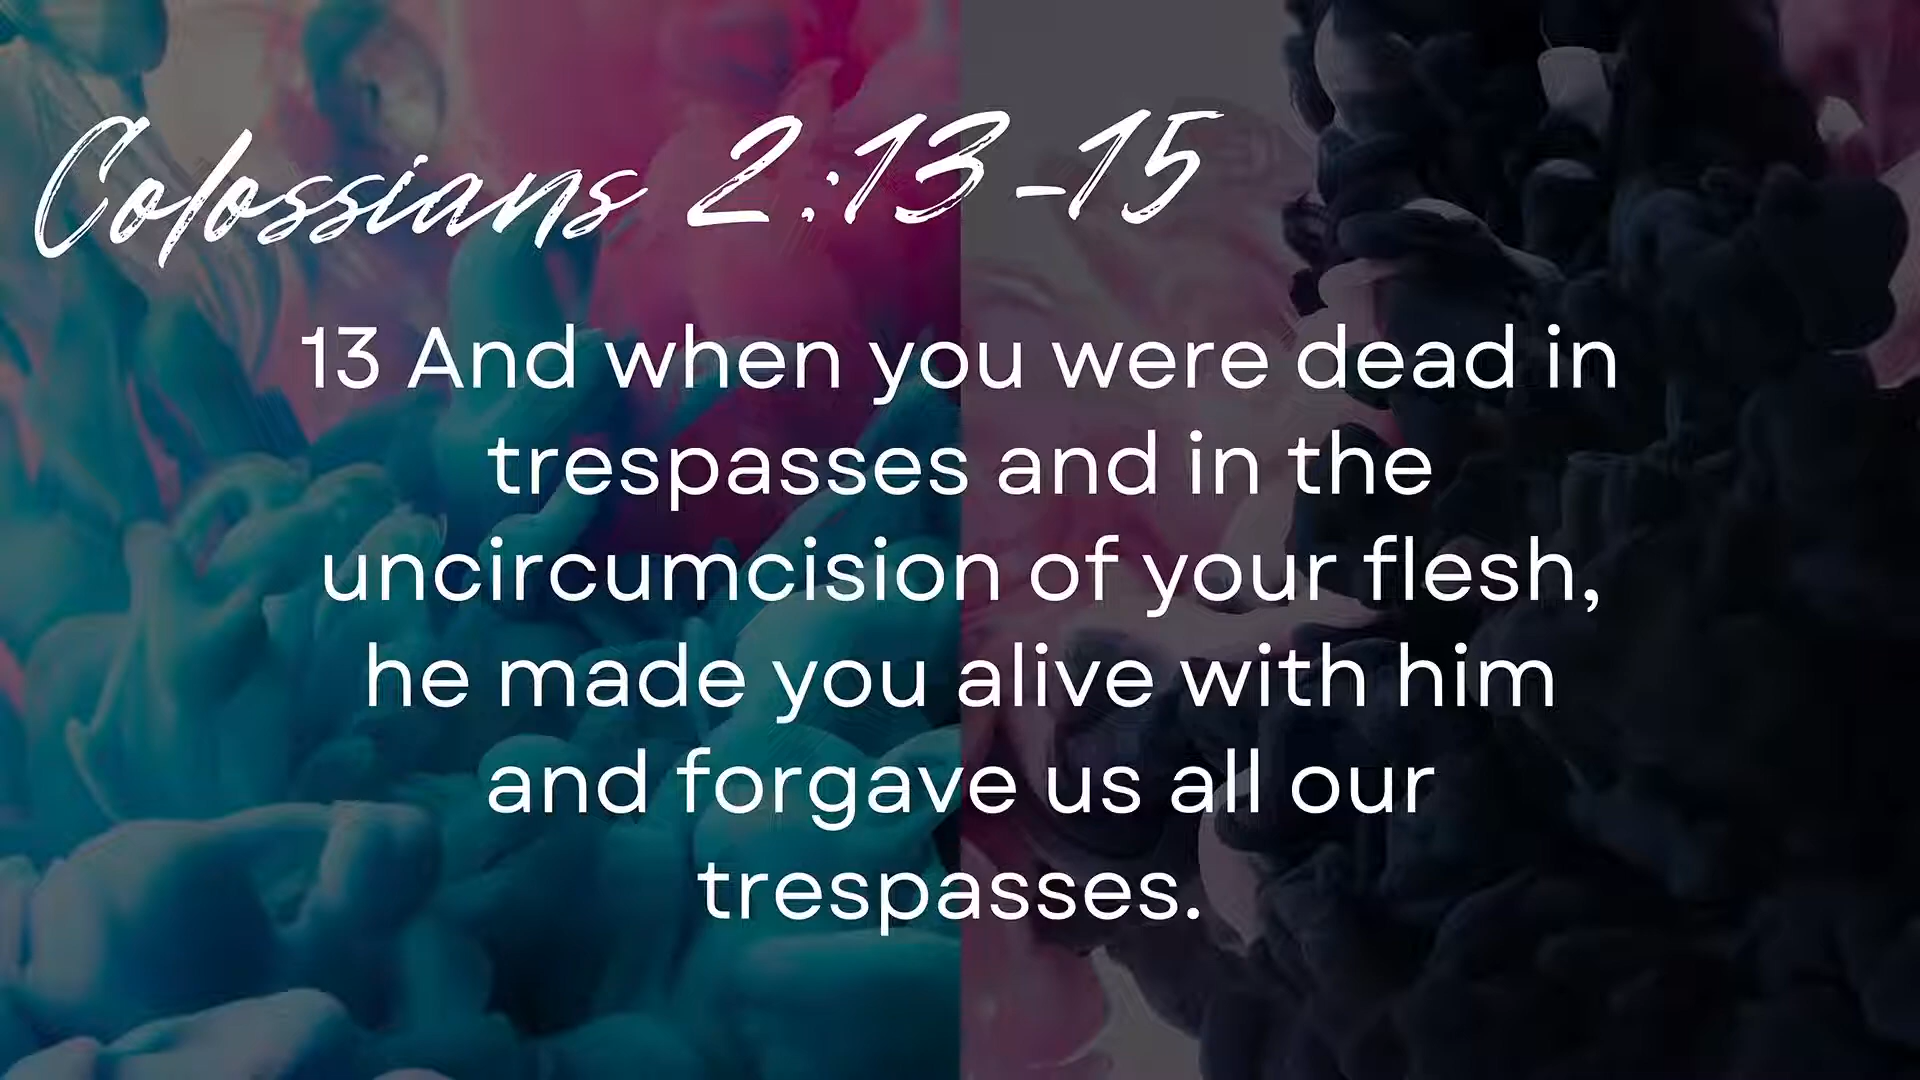 Colossians 2:13-15
13 And when you were dead in
trespasses and in the
uncircumcision of your flesh,
he made you alive with him
and forgave us all our
trespasses.